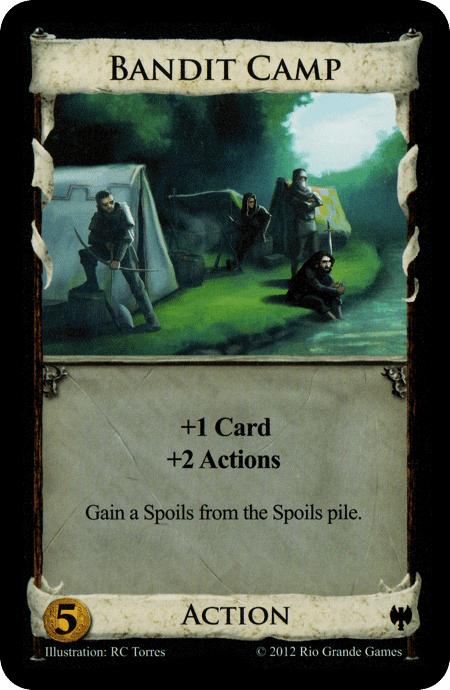 Bandit Camp
+1 Card
+2 Actions
Gain a Spoils from the Spoils pile.
5
Action
Illustration: RC Torres
© 2012 Rio Grande Games